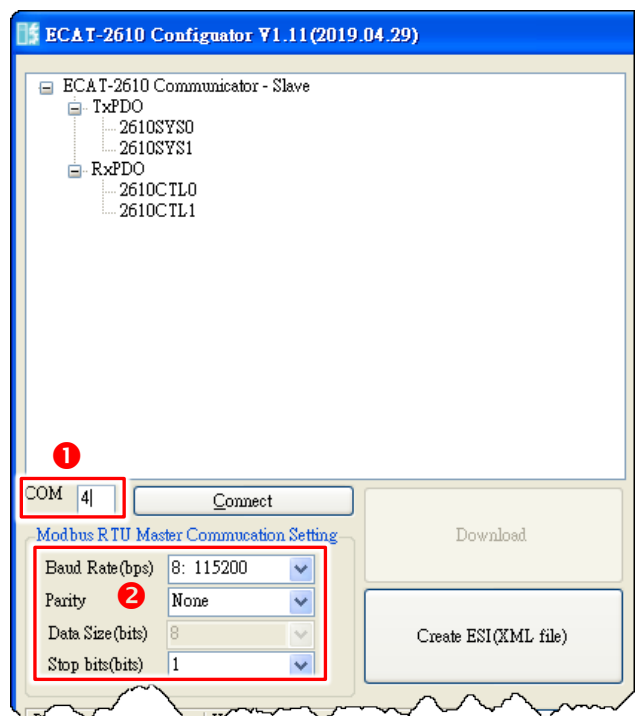 ECAT-2610 Configuator V1.11(2019.04.29)
ECAT-2610 Communicator - Slave
TxPDO
2610SYS0
2610SYS1
RxPDO
2610CTL0
2610CTL1
1
COM 4 Connect
Modbus RTU Master Commucation Setting
Download
Baud Rate(bps) 8: 115200
Parity 2 None
Data Size(bits) 8
Create ESI(XML file)
Stop bits(bits) 1